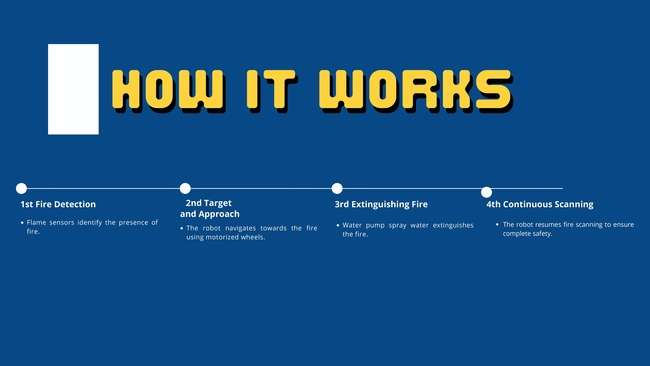 HOW IT WORKS
1st Fire Detection
• Flame sensors identify the presence of
fire.
2nd Target
and Approach
• The robot navigates towards the fire
using motorized wheels.
3rd Extinguishing Fire
• Water pump spray water extinguishes
the fire.
4th Continuous Scanning
• The robot resumes fire scanning to ensure
complete safety.